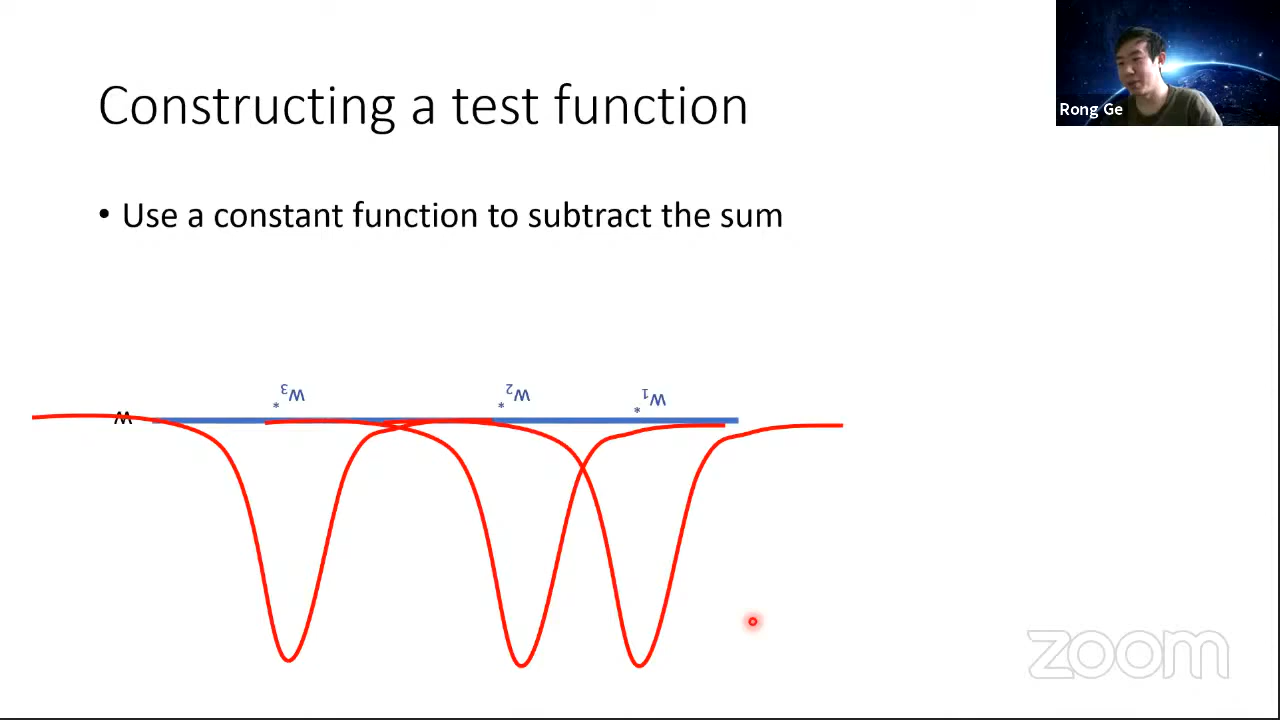 Constructing a test function
Rong Ge
• Use a constant function to subtract the sum
w₃* w₂* w₁*
w
zoom